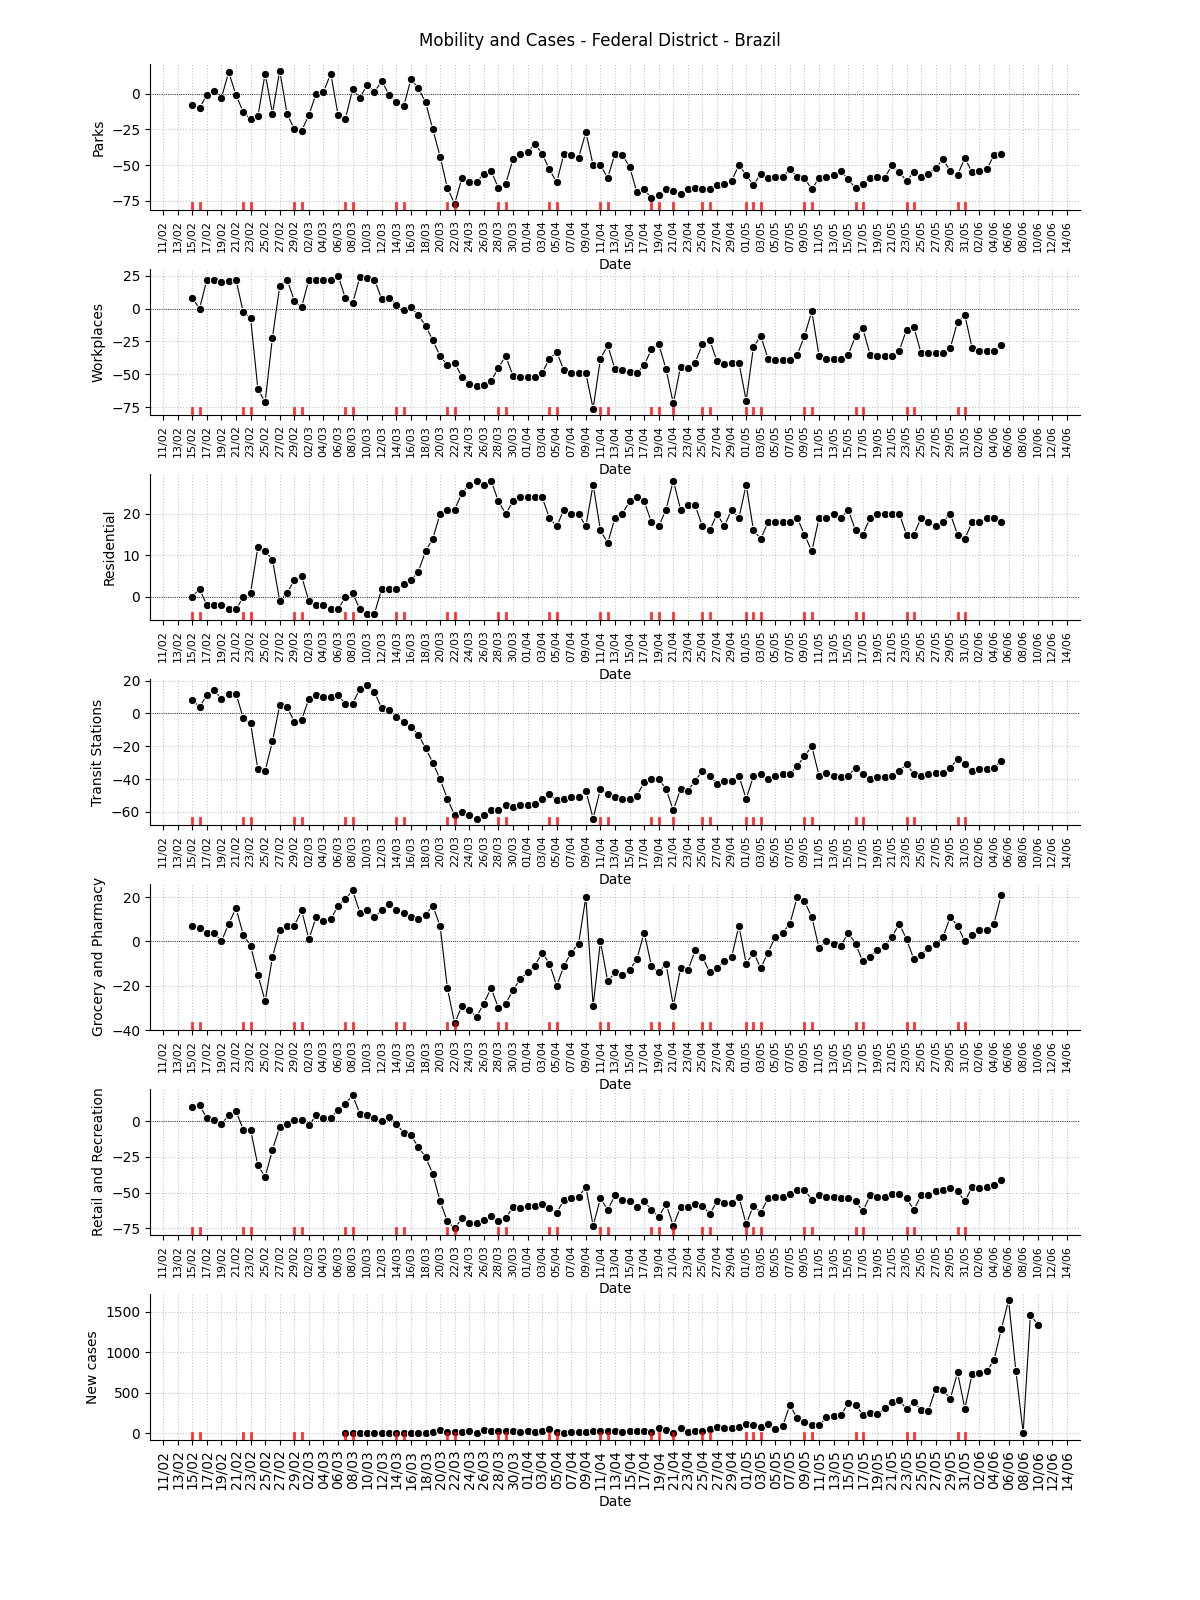 Mobility and Cases - Federal District - Brazil
Parks
0
−25
−50
−75
11/02 13/02 15/02 17/02 19/02 21/02 23/02 25/02 27/02 29/02 02/03 04/03 06/03 08/03 10/03 12/03 14/03 16/03 18/03 20/03 22/03 24/03 26/03 28/03 30/03 01/04 03/04 05/04 07/04 09/04 11/04 13/04 15/04 17/04 19/04 21/04 23/04 25/04 27/04 29/04 01/05 03/05 05/05 07/05 09/05 11/05 13/05 15/05 17/05 19/05 21/05 23/05 25/05 27/05 29/05 31/05 02/06 04/06 06/06 08/06 10/06 12/06 14/06
Date
Workplaces
25
0
−25
−50
−75
11/02 13/02 15/02 17/02 19/02 21/02 23/02 25/02 27/02 29/02 02/03 04/03 06/03 08/03 10/03 12/03 14/03 16/03 18/03 20/03 22/03 24/03 26/03 28/03 30/03 01/04 03/04 05/04 07/04 09/04 11/04 13/04 15/04 17/04 19/04 21/04 23/04 25/04 27/04 29/04 01/05 03/05 05/05 07/05 09/05 11/05 13/05 15/05 17/05 19/05 21/05 23/05 25/05 27/05 29/05 31/05 02/06 04/06 06/06 08/06 10/06 12/06 14/06
Date
Residential
20
10
0
11/02 13/02 15/02 17/02 19/02 21/02 23/02 25/02 27/02 29/02 02/03 04/03 06/03 08/03 10/03 12/03 14/03 16/03 18/03 20/03 22/03 24/03 26/03 28/03 30/03 01/04 03/04 05/04 07/04 09/04 11/04 13/04 15/04 17/04 19/04 21/04 23/04 25/04 27/04 29/04 01/05 03/05 05/05 07/05 09/05 11/05 13/05 15/05 17/05 19/05 21/05 23/05 25/05 27/05 29/05 31/05 02/06 04/06 06/06 08/06 10/06 12/06 14/06
Date
Transit Stations
20
0
−20
−40
−60
11/02 13/02 15/02 17/02 19/02 21/02 23/02 25/02 27/02 29/02 02/03 04/03 06/03 08/03 10/03 12/03 14/03 16/03 18/03 20/03 22/03 24/03 26/03 28/03 30/03 01/04 03/04 05/04 07/04 09/04 11/04 13/04 15/04 17/04 19/04 21/04 23/04 25/04 27/04 29/04 01/05 03/05 05/05 07/05 09/05 11/05 13/05 15/05 17/05 19/05 21/05 23/05 25/05 27/05 29/05 31/05 02/06 04/06 06/06 08/06 10/06 12/06 14/06
Date
Grocery and Pharmacy
20
0
−20
−40
11/02 13/02 15/02 17/02 19/02 21/02 23/02 25/02 27/02 29/02 02/03 04/03 06/03 08/03 10/03 12/03 14/03 16/03 18/03 20/03 22/03 24/03 26/03 28/03 30/03 01/04 03/04 05/04 07/04 09/04 11/04 13/04 15/04 17/04 19/04 21/04 23/04 25/04 27/04 29/04 01/05 03/05 05/05 07/05 09/05 11/05 13/05 15/05 17/05 19/05 21/05 23/05 25/05 27/05 29/05 31/05 02/06 04/06 06/06 08/06 10/06 12/06 14/06
Date
Retail and Recreation
0
−25
−50
−75
11/02 13/02 15/02 17/02 19/02 21/02 23/02 25/02 27/02 29/02 02/03 04/03 06/03 08/03 10/03 12/03 14/03 16/03 18/03 20/03 22/03 24/03 26/03 28/03 30/03 01/04 03/04 05/04 07/04 09/04 11/04 13/04 15/04 17/04 19/04 21/04 23/04 25/04 27/04 29/04 01/05 03/05 05/05 07/05 09/05 11/05 13/05 15/05 17/05 19/05 21/05 23/05 25/05 27/05 29/05 31/05 02/06 04/06 06/06 08/06 10/06 12/06 14/06
Date
New cases
1500
1000
500
0
11/02 13/02 15/02 17/02 19/02 21/02 23/02 25/02 27/02 29/02 02/03 04/03 06/03 08/03 10/03 12/03 14/03 16/03 18/03 20/03 22/03 24/03 26/03 28/03 30/03 01/04 03/04 05/04 07/04 09/04 11/04 13/04 15/04 17/04 19/04 21/04 23/04 25/04 27/04 29/04 01/05 03/05 05/05 07/05 09/05 11/05 13/05 15/05 17/05 19/05 21/05 23/05 25/05 27/05 29/05 31/05 02/06 04/06 06/06 08/06 10/06 12/06 14/06
Date